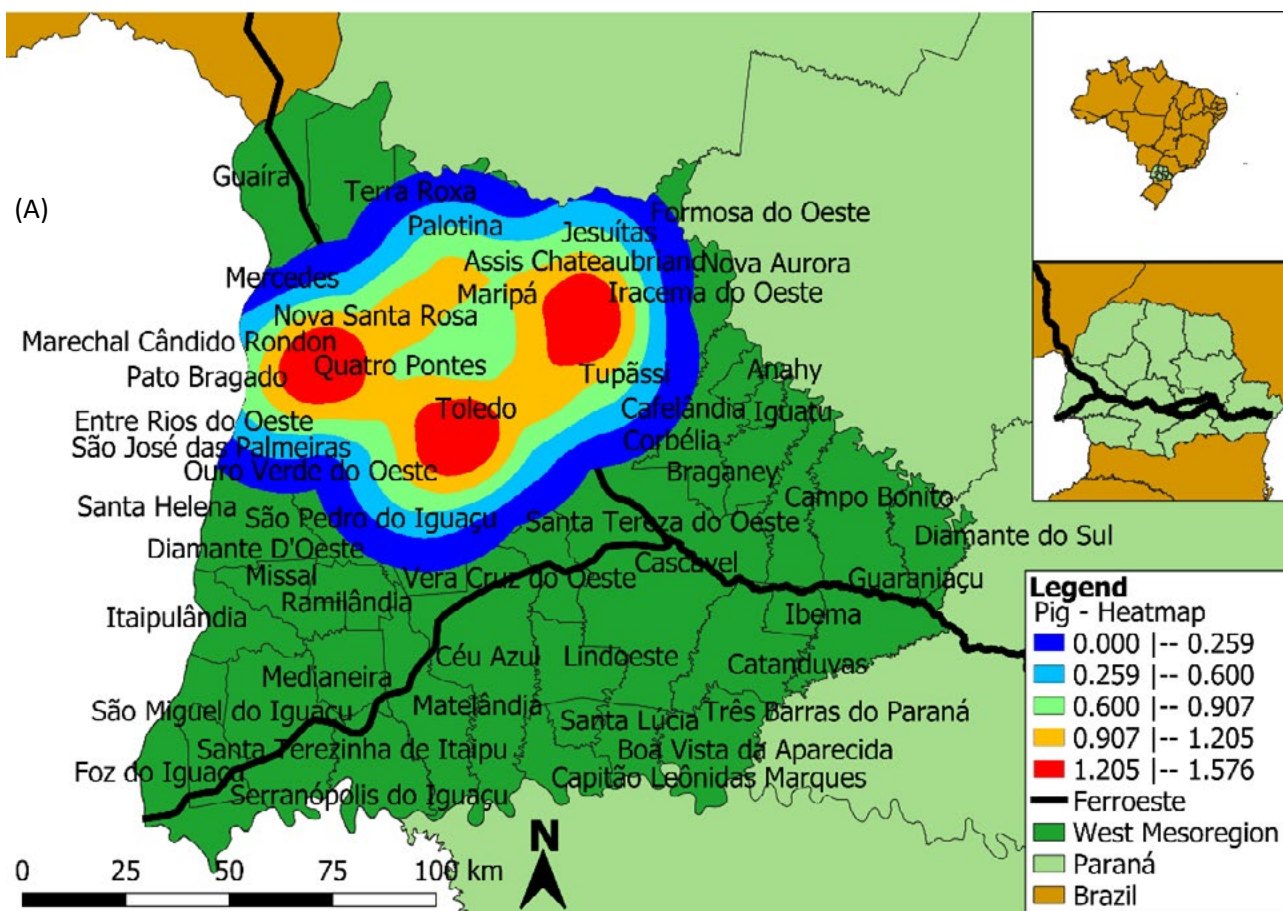 (A)
Guaíra
Terra Roxa
Palotina
Formosa do Oeste
Jesuítas
Mercedes
Assis Chateaubriand
Nova Aurora
Maripá
Iracema do Oeste
Nova Santa Rosa
Marechal Cândido Rondon
Quatro Pontes
Pato Bragado
Tupãssi
Anahy
Toledo
Cafelândia
Iguatu
Entre Rios do Oeste
São José das Palmeiras
Corbélia
Ouro Verde do Oeste
Braganey
Santa Helena
Campo Bonito
São Pedro do Iguaçu
Santa Tereza do Oeste
Diamante do Sul
Diamante D'Oeste
Cascavel
Missal
Vera Cruz do Oeste
Guaraniaçu
Ramilândia
Itaipulândia
Ibema
Céu Azul
Lindoeste
Catanduvas
Medianeira
Matelândia
São Miguel do Iguaçu
Santa Lúcia
Três Barras do Paraná
Santa Terezinha de Itaipu
Boa Vista da Aparecida
Foz do Iguaçu
Capitão Leônidas Marques
Serranópolis do Iguaçu
N
0 25 50 75 100 km
Legend
Pig - Heatmap
0.000 |-- 0.259
0.259 |-- 0.600
0.600 |-- 0.907
0.907 |-- 1.205
1.205 |-- 1.576
Ferroeste
West Mesoregion
Paraná
Brazil